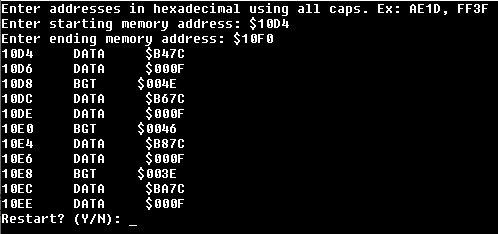 Enter addresses in hexadecimal using all caps. Ex: AE1D, FF3F
Enter starting memory address: $10D4
Enter ending memory address: $10F0
10D4 DATA $B47C
10D6 DATA $000F
10D8 BGT $004E
10DC DATA $B67C
10DE DATA $000F
10E0 BGT $0046
10E4 DATA $B87C
10E6 DATA $000F
10E8 BGT $003E
10EC DATA $BA7C
10EE DATA $000F
Restart? (Y/N): _